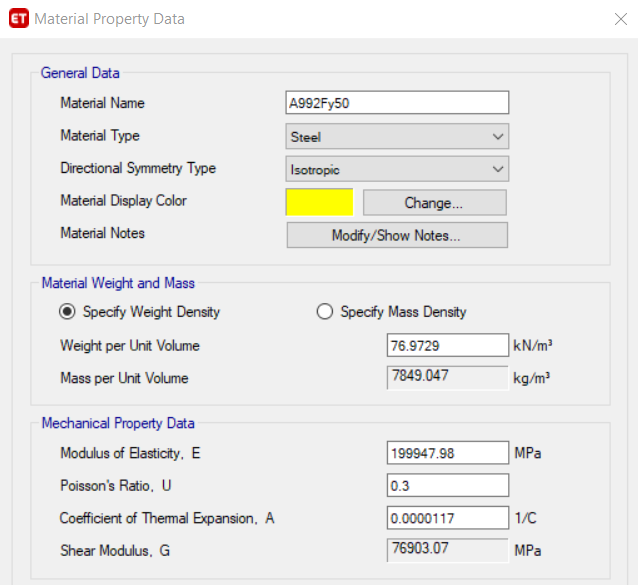 ET Material Property Data
General Data
Material Name A992Fy50
Material Type Steel
Directional Symmetry Type Isotropic
Material Display Color Change...
Material Notes Modify/Show Notes...
Material Weight and Mass
Specify Weight Density Specify Mass Density
Weight per Unit Volume 76.9729 kN/m³
Mass per Unit Volume 7849.047 kg/m³
Mechanical Property Data
Modulus of Elasticity, E 199947.98 MPa
Poisson's Ratio, U 0.3
Coefficient of Thermal Expansion, A 0.0000117 1/C
Shear Modulus, G 76903.07 MPa